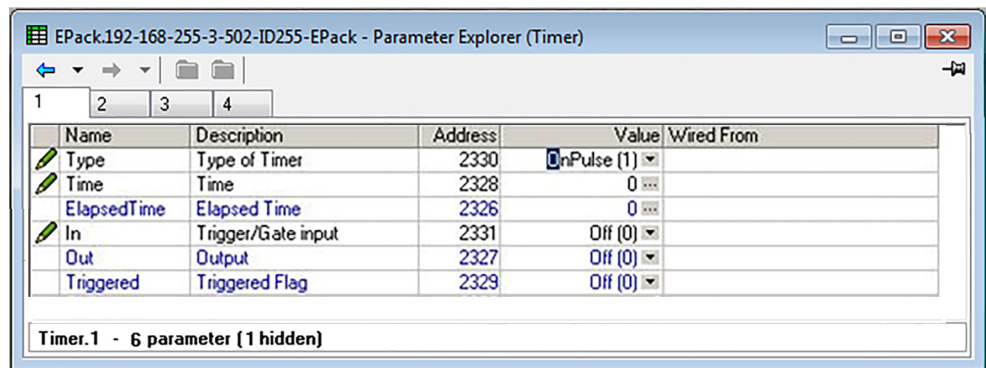 EPack.192-168-255-3-502-ID255-EPack - Parameter Explorer (Timer)
1 2 3 4
Name Description Address Value Wired From
Type Type of Timer 2330 OnPulse (1)
Time Time 2328 0
ElapsedTime Elapsed Time 2326 0
In Trigger/Gate input 2331 Off (0)
Out Output 2327 Off (0)
Triggered Triggered Flag 2329 Off (0)
Timer.1 - 6 parameter (1 hidden)